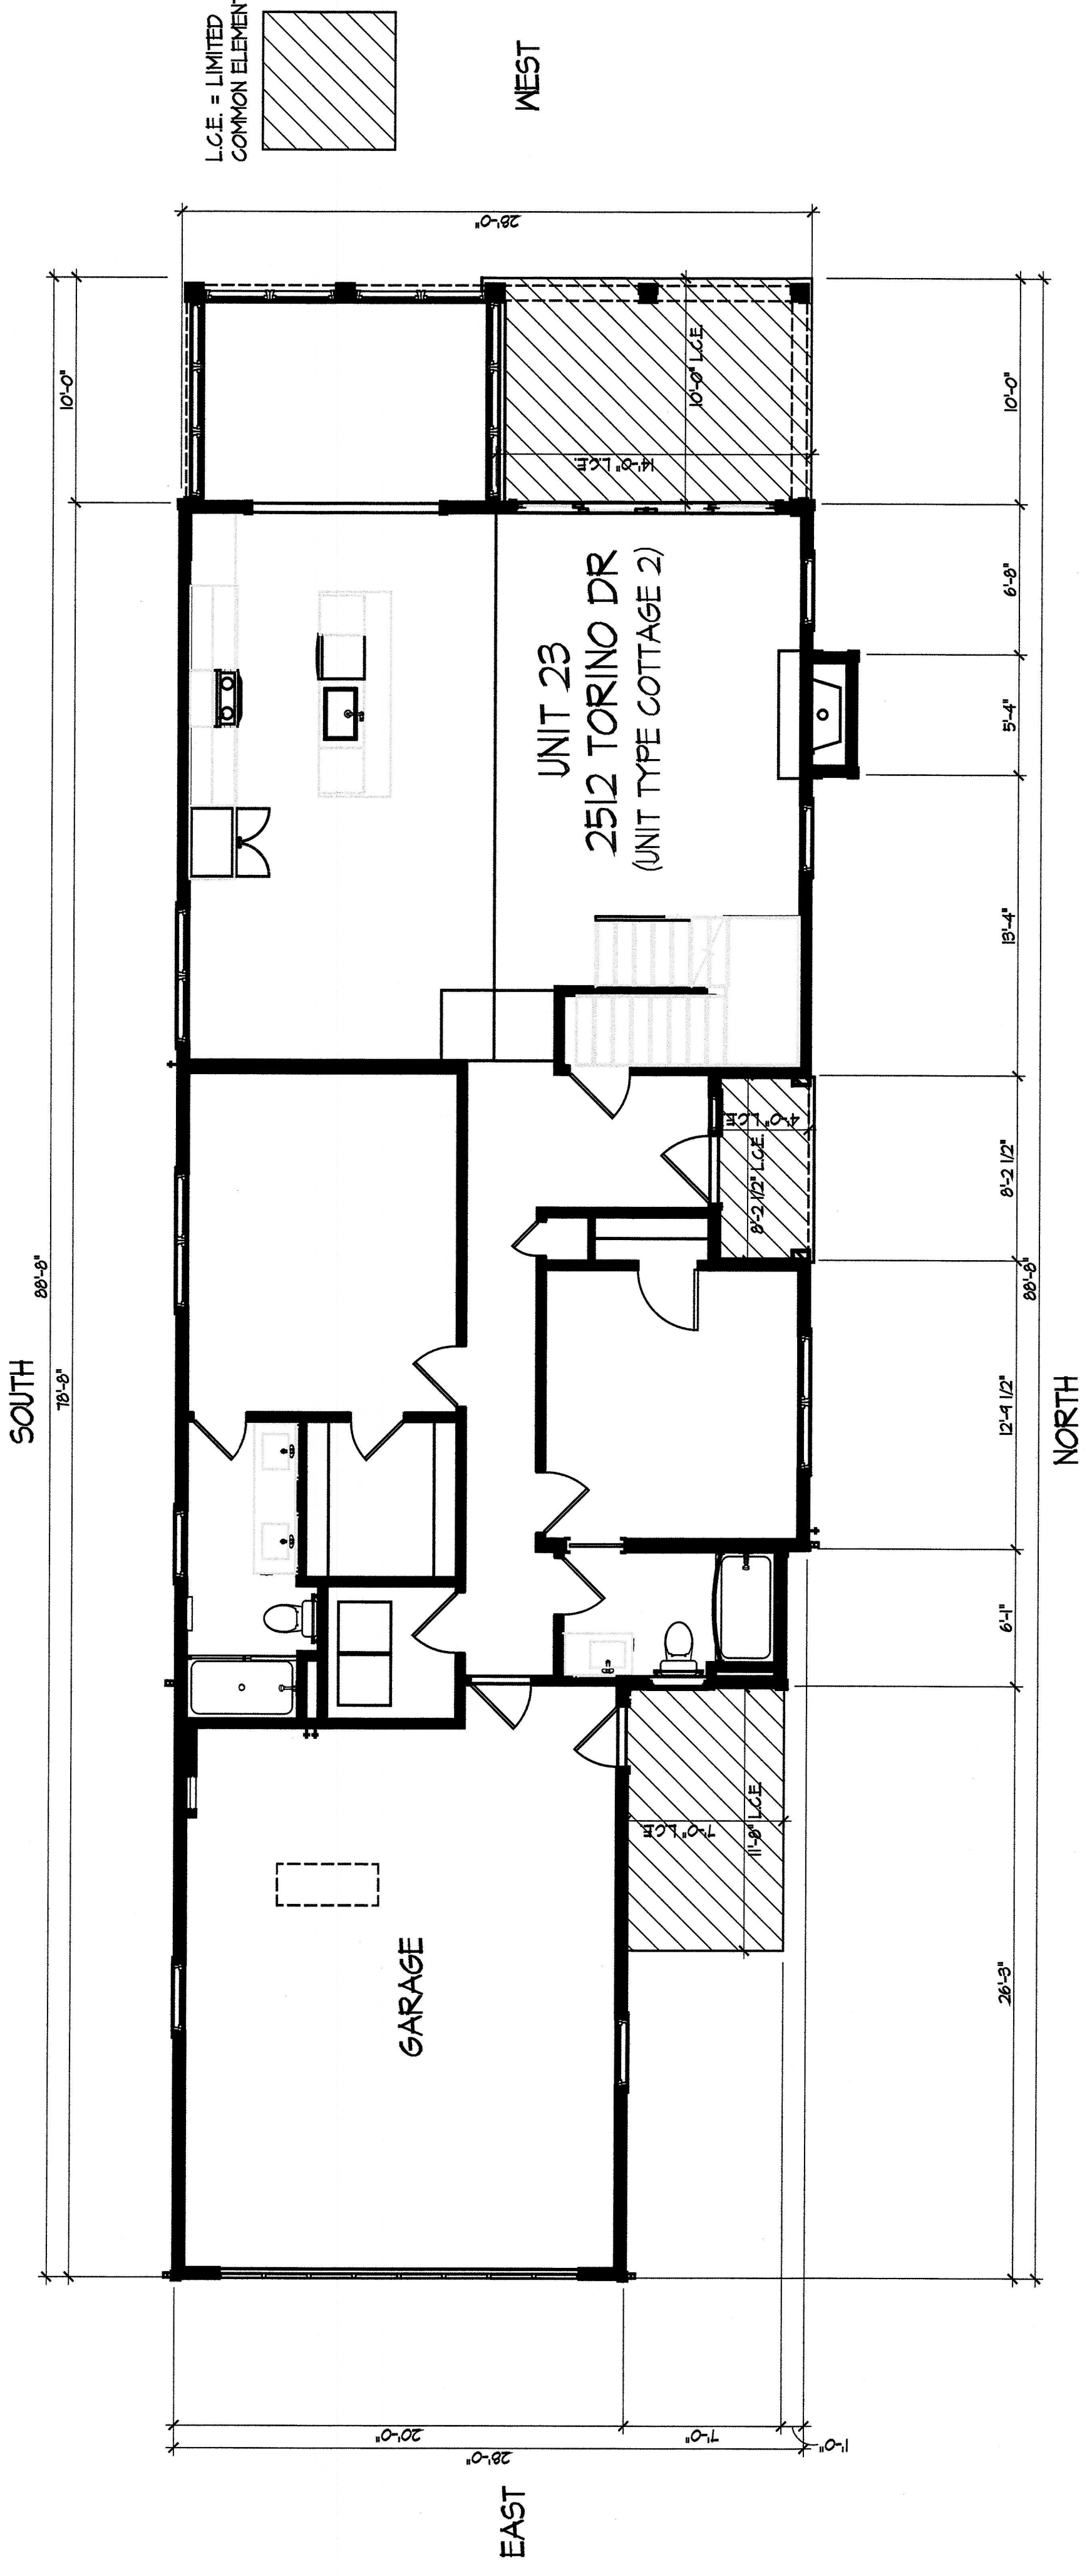 L.C.E. = LIMITED
COMMON ELEMEN
WEST
28'-0"
10'-0"
10'-0" L.C.E.
14'-0" L.C.E.
10'-0"
6'-8"
UNIT 23
2512 TORINO DR
(UNIT TYPE COTTAGE 2)
5'-4"
13'-4"
4'-0" L.C.E.
8'-2 1/2" L.C.E.
8'-2 1/2"
SOUTH
88'-8"
78'-8"
88'-8"
NORTH
12'-9 1/2"
6'-1"
7'-0" L.C.E.
11'-8" L.C.E.
GARAGE
26'-3"
20'-0"
7'-0"
28'-0"
1'-0"
EAST